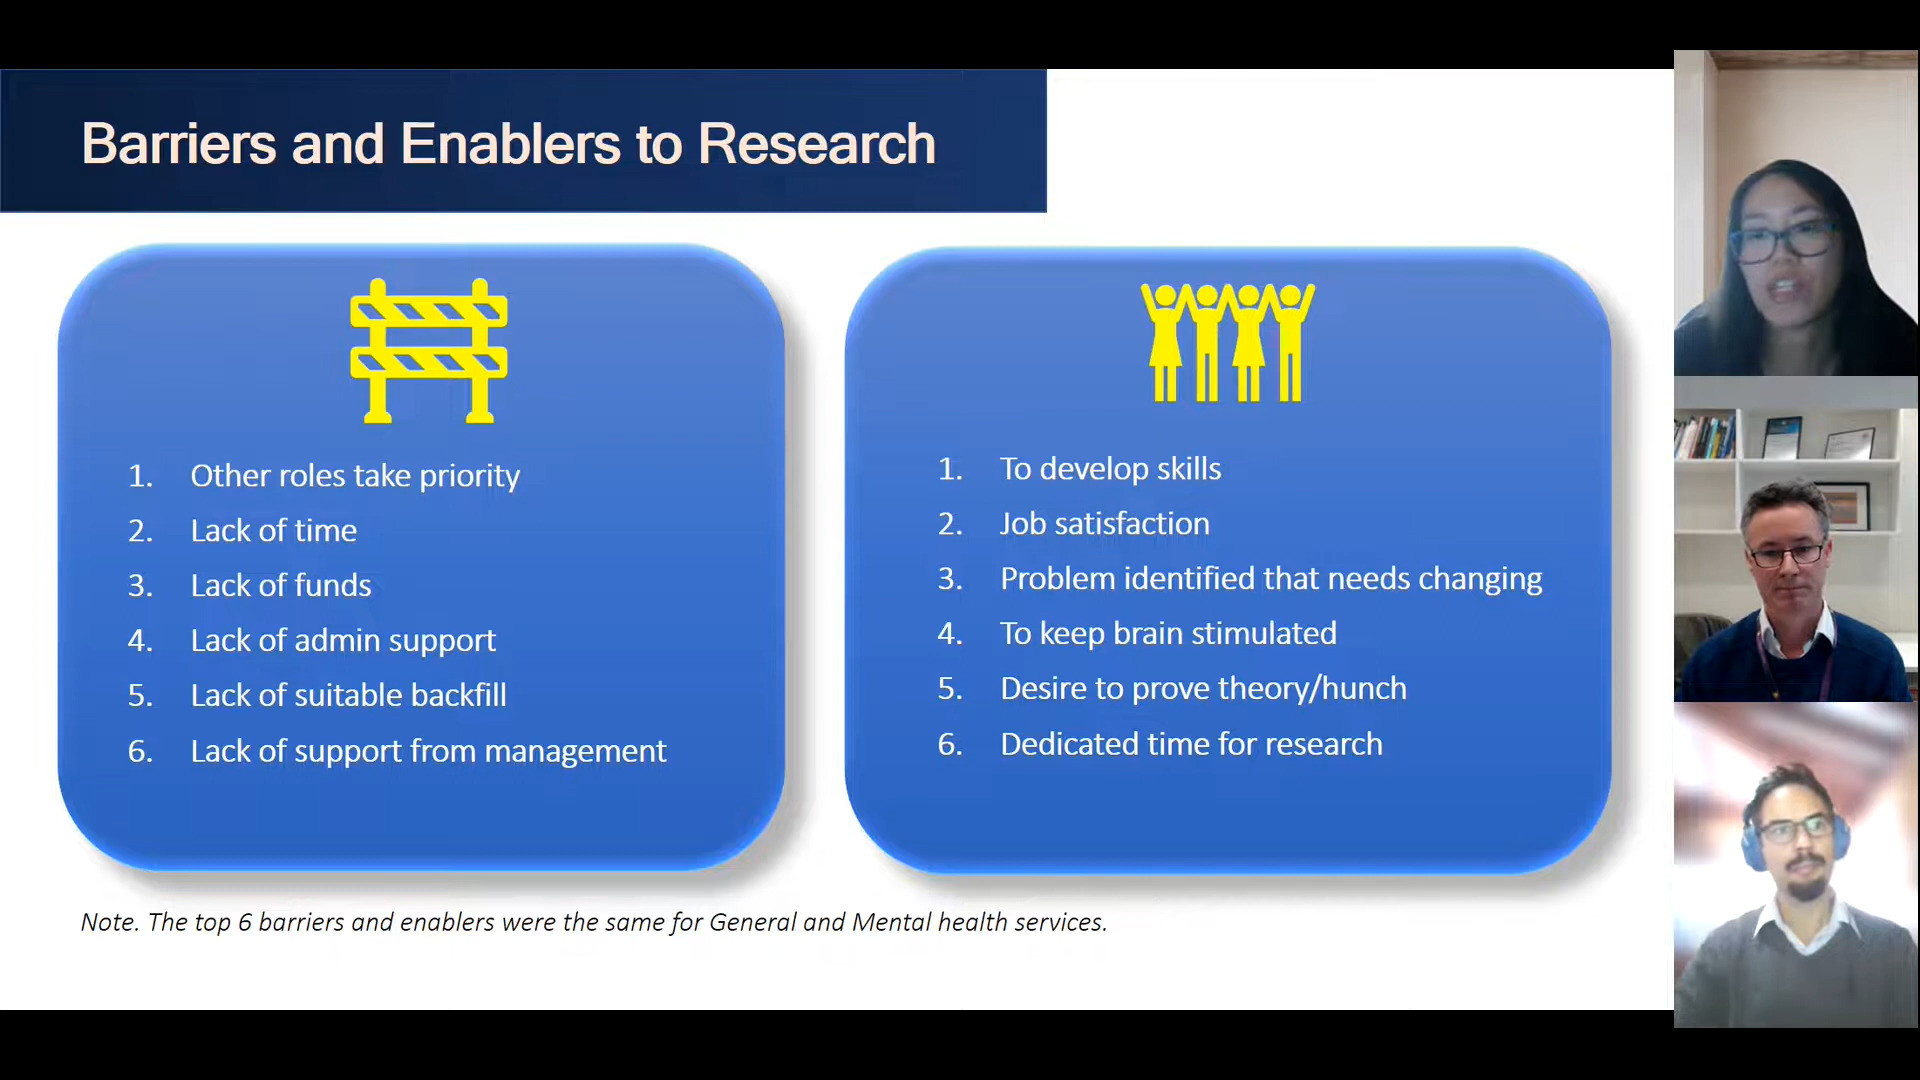 Barriers and Enablers to Research
1. Other roles take priority
2. Lack of time
3. Lack of funds
4. Lack of admin support
5. Lack of suitable backfill
6. Lack of support from management
1. To develop skills
2. Job satisfaction
3. Problem identified that needs changing
4. To keep brain stimulated
5. Desire to prove theory/hunch
6. Dedicated time for research
Note. The top 6 barriers and enablers were the same for General and Mental health services.